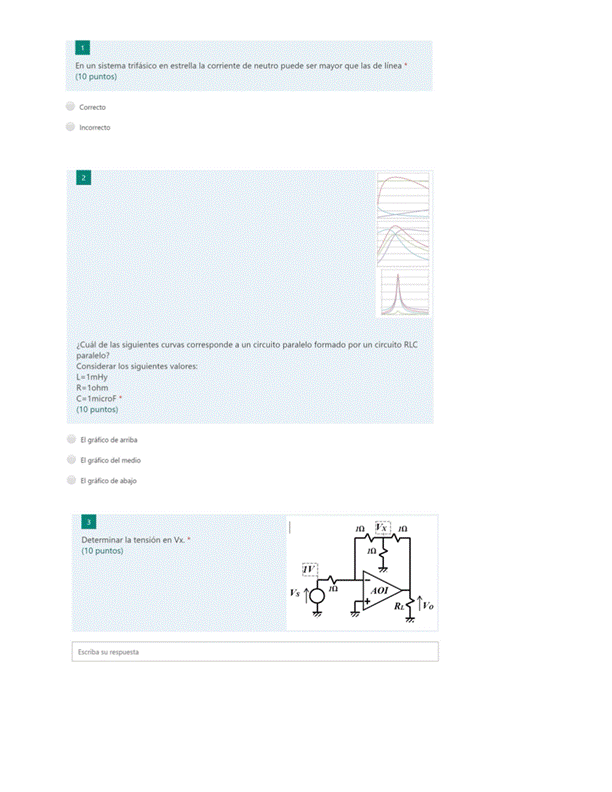 1
En un sistema trifásico en estrella la corriente de neutro puede ser mayor que las de línea *
(10 puntos)
Correcto
Incorrecto
2
¿Cuál de las siguientes curvas corresponde a un circuito paralelo formado por un circuito RLC
paralelo?
Considerar los siguientes valores:
L=1mHy
R=1ohm
C=1microF *
(10 puntos)
El gráfico de arriba
El gráfico del medio
El gráfico de abajo
3
Determinar la tensión en Vx. *
(10 puntos)
1Ω VX 1Ω
1Ω
1V
1Ω
VS
- AOI
+
RL VO
Escriba su respuesta